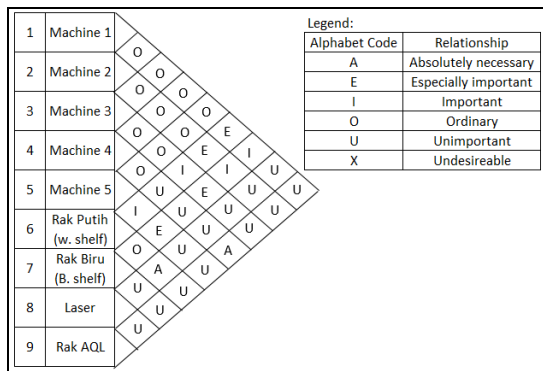 1 Machine 1
2 Machine 2
3 Machine 3
4 Machine 4
5 Machine 5
6 Rak Putih
(w. shelf)
7 Rak Biru
(B. shelf)
8 Laser
9 Rak AQL
O
O
O O
O O
O O E
O E I
O I I U
U E U U
I U U U
E U U
O U A
A U
U U
U
U
Legend:
Alphabet Code Relationship
A Absolutely necessary
E Especially important
I Important
O Ordinary
U Unimportant
X Undesireable